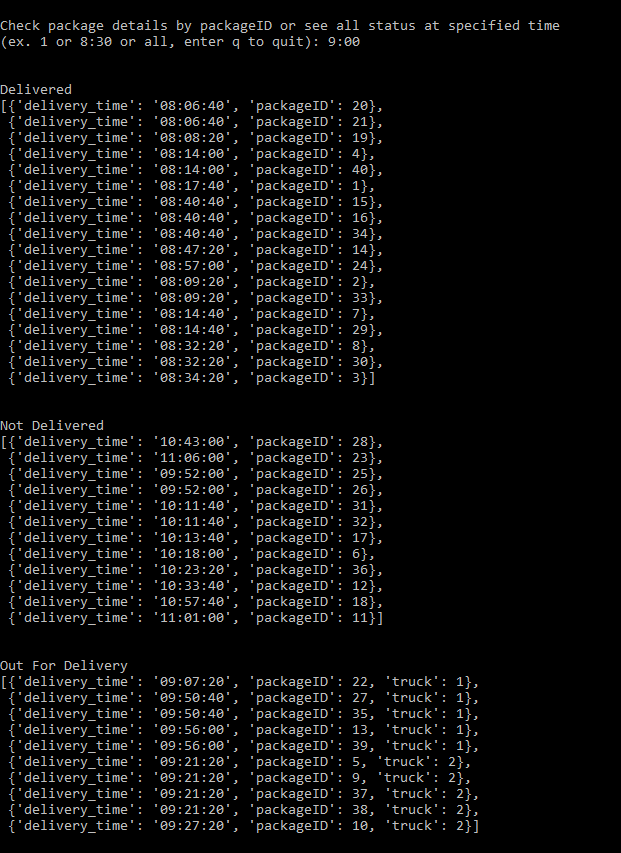 Check package details by packageID or see all status at specified time
(ex. 1 or 8:30 or all, enter q to quit): 9:00
Delivered
[{'delivery_time': '08:06:40', 'packageID': 20},
{'delivery_time': '08:06:40', 'packageID': 21},
{'delivery_time': '08:08:20', 'packageID': 19},
{'delivery_time': '08:14:00', 'packageID': 4},
{'delivery_time': '08:14:00', 'packageID': 40},
{'delivery_time': '08:17:40', 'packageID': 1},
{'delivery_time': '08:40:40', 'packageID': 15},
{'delivery_time': '08:40:40', 'packageID': 16},
{'delivery_time': '08:40:40', 'packageID': 34},
{'delivery_time': '08:47:20', 'packageID': 14},
{'delivery_time': '08:57:00', 'packageID': 24},
{'delivery_time': '08:09:20', 'packageID': 2},
{'delivery_time': '08:09:20', 'packageID': 33},
{'delivery_time': '08:14:40', 'packageID': 7},
{'delivery_time': '08:14:40', 'packageID': 29},
{'delivery_time': '08:32:20', 'packageID': 8},
{'delivery_time': '08:32:20', 'packageID': 30},
{'delivery_time': '08:34:20', 'packageID': 3}]
Not Delivered
[{'delivery_time': '10:43:00', 'packageID': 28},
{'delivery_time': '11:06:00', 'packageID': 23},
{'delivery_time': '09:52:00', 'packageID': 25},
{'delivery_time': '09:52:00', 'packageID': 26},
{'delivery_time': '10:11:40', 'packageID': 31},
{'delivery_time': '10:11:40', 'packageID': 32},
{'delivery_time': '10:13:40', 'packageID': 17},
{'delivery_time': '10:18:00', 'packageID': 6},
{'delivery_time': '10:23:20', 'packageID': 36},
{'delivery_time': '10:33:40', 'packageID': 12},
{'delivery_time': '10:57:40', 'packageID': 18},
{'delivery_time': '11:01:00', 'packageID': 11}]
Out For Delivery
[{'delivery_time': '09:07:20', 'packageID': 22, 'truck': 1},
{'delivery_time': '09:50:40', 'packageID': 27, 'truck': 1},
{'delivery_time': '09:50:40', 'packageID': 35, 'truck': 1},
{'delivery_time': '09:56:00', 'packageID': 13, 'truck': 1},
{'delivery_time': '09:56:00', 'packageID': 39, 'truck': 1},
{'delivery_time': '09:21:20', 'packageID': 5, 'truck': 2},
{'delivery_time': '09:21:20', 'packageID': 9, 'truck': 2},
{'delivery_time': '09:21:20', 'packageID': 37, 'truck': 2},
{'delivery_time': '09:21:20', 'packageID': 38, 'truck': 2},
{'delivery_time': '09:27:20', 'packageID': 10, 'truck': 2}]